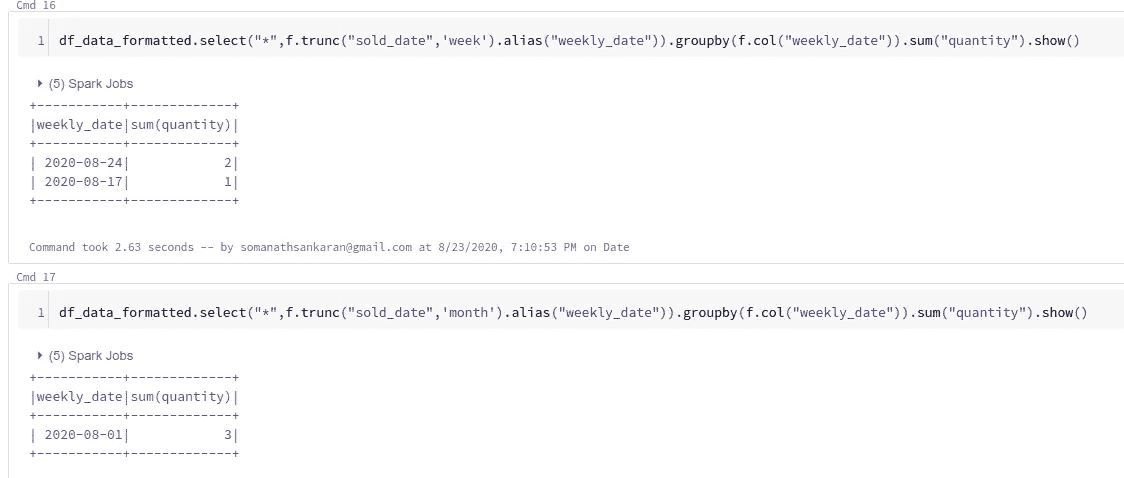 Cmd 16
1 df_data_formatted.select("*",f.trunc("sold_date",'week').alias("weekly_date")).groupby(f.col("weekly_date")).sum("quantity").show()
(5) Spark Jobs
+-----------+-------------+
|weekly_date|sum(quantity)|
+-----------+-------------+
| 2020-08-24|            2|
| 2020-08-17|            1|
+-----------+-------------+
Command took 2.63 seconds -- by somanathsankaran@gmail.com at 8/23/2020, 7:10:53 PM on Date
Cmd 17
1 df_data_formatted.select("*",f.trunc("sold_date",'month').alias("weekly_date")).groupby(f.col("weekly_date")).sum("quantity").show()
(5) Spark Jobs
+-----------+-------------+
|weekly_date|sum(quantity)|
+-----------+-------------+
| 2020-08-01|            3|
+-----------+-------------+